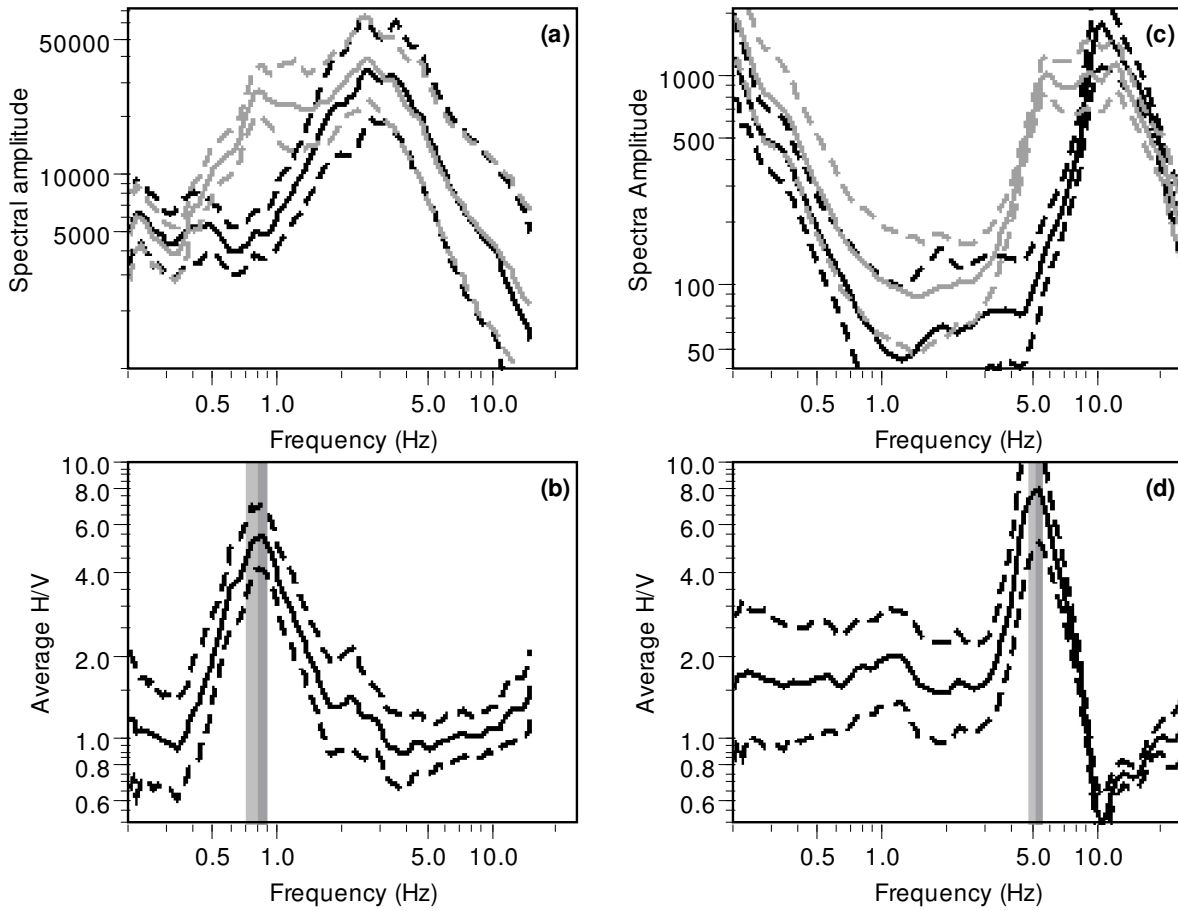 (a)
50000
10000
5000
Spectral amplitude
0.5 1.0 5.0 10.0
Frequency (Hz)
(c)
1000
500
100
50
Spectra Amplitude
0.5 1.0 5.0 10.0
Frequency (Hz)
(b)
10.0
8.0
6.0
4.0
2.0
1.0
0.8
0.6
Average H/V
0.5 1.0 5.0 10.0
Frequency (Hz)
(d)
10.0
8.0
6.0
4.0
2.0
1.0
0.8
0.6
Average H/V
0.5 1.0 5.0 10.0
Frequency (Hz)